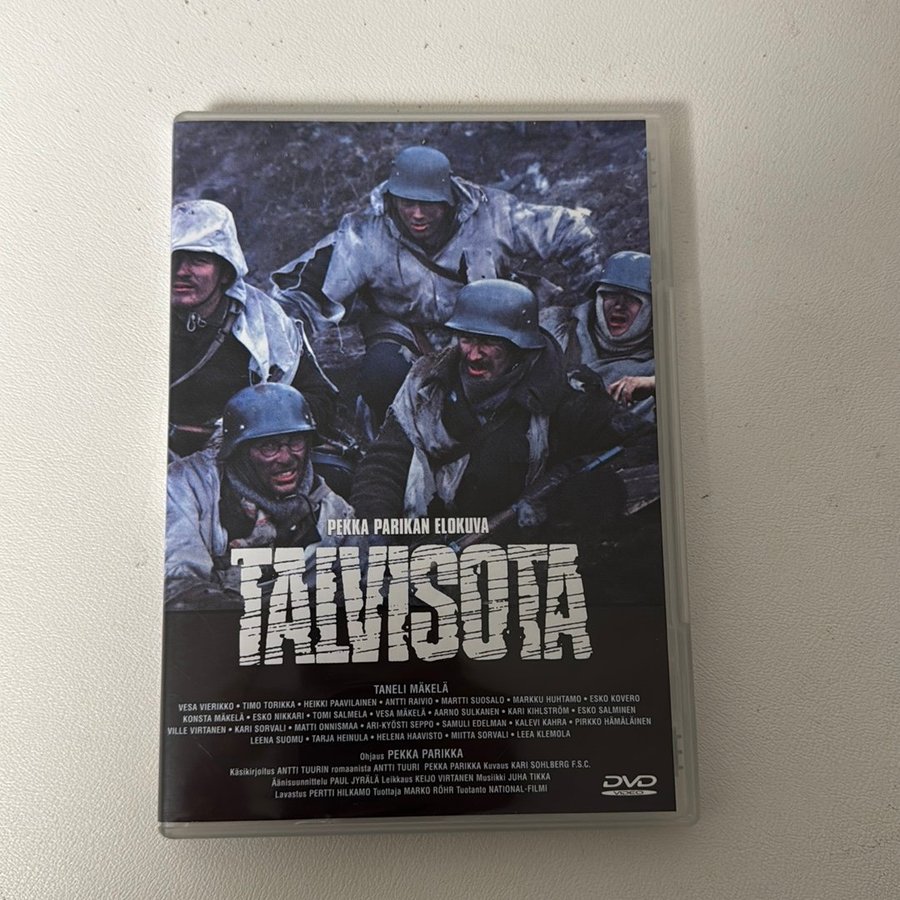 PEKKA PARIKAN ELOKUVA
TALVISOTA
TANELI MÄKELÄ
VESA VIERIKKO • TIMO TORIKKA • HEIKKI PAAVILAINEN • ANTTI RAIVIO • MARTTI SUOSALO • MARKKU HUHTAMO • ESKO KOVERO
KONSTA MÄKELÄ • ESKO NIKKARI • TOMI SALMELA • VESA MÄKELÄ • AARNO SULKANEN • KARI KIHLSTRÖM • ESKO SALMINEN
VILLE VIRTANEN • KARI SORVALI • MATTI ONNISMAA • ARI-KYÖSTI SEPPO • SAMULI EDELMAN • KALEVI KAHRA • PIRKKO HÄMÄLÄINEN
LEENA SUOMU • TARJA HEINULA • HELENA HAAVISTO • MIITTA SORVALI • LEEA KLEMOLA
Ohjaus PEKKA PARIKKA
Käsikirjoitus ANTTI TUURIN romaanista ANTTI TUURI PEKKA PARIKKA Kuvaus KARI SOHLBERG F.S.C.
Äänisuunnittelu PAUL JYRÄLÄ Leikkaus KEIJO VIRTANEN Musiikki JUHA TIKKA
Lavastus PERTTI HILKAMO Tuottaja MARKO RÖHR Tuotanto NATIONAL-FILMI
DVD
VIDEO